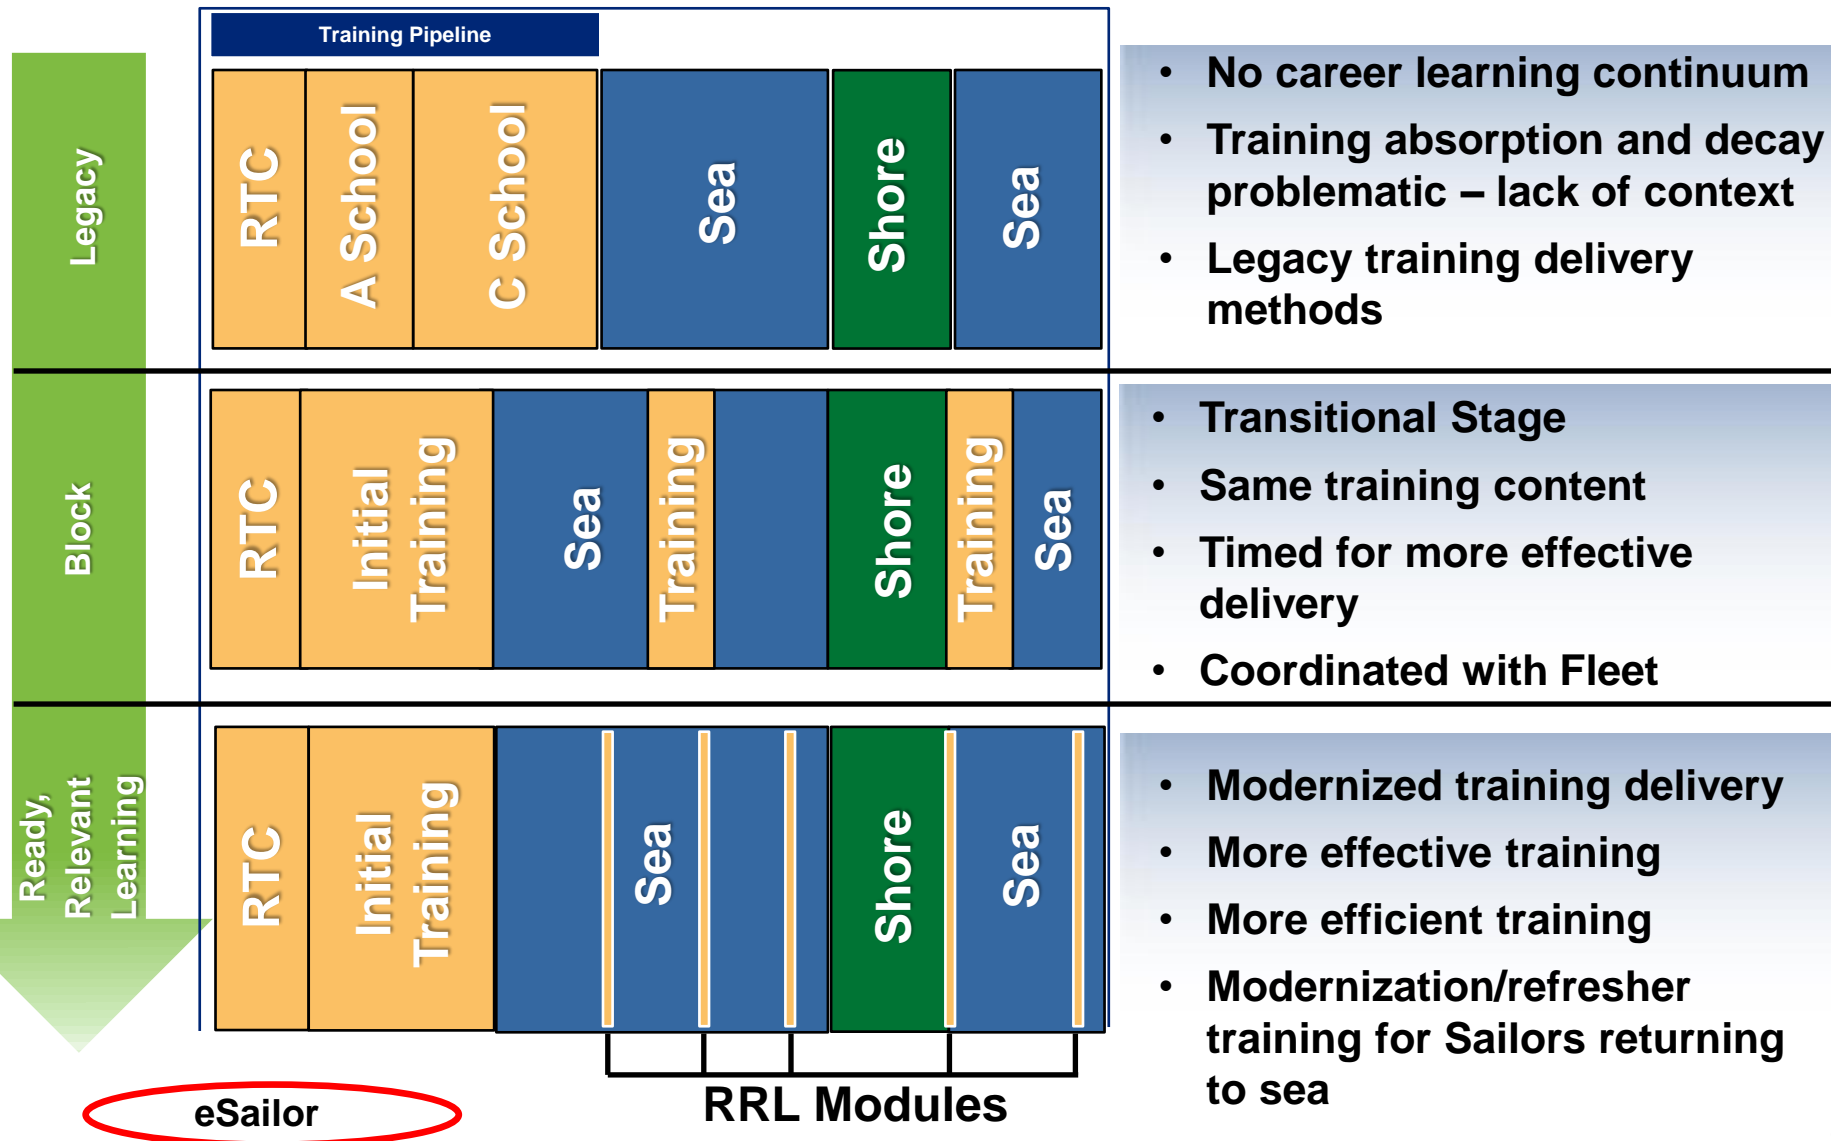 Training Pipeline
Legacy
RTC
A School
C School
Sea
Shore
Sea
• No career learning continuum
• Training absorption and decay
problematic – lack of context
• Legacy training delivery
methods
Block
RTC
Initial
Training
Sea
Training
Shore
Training
Sea
• Transitional Stage
• Same training content
• Timed for more effective
delivery
• Coordinated with Fleet
Ready,
Relevant
Learning
RTC
Initial
Training
Sea
Shore
Sea
• Modernized training delivery
• More effective training
• More efficient training
• Modernization/refresher
training for Sailors returning
to sea
RRL Modules
eSailor